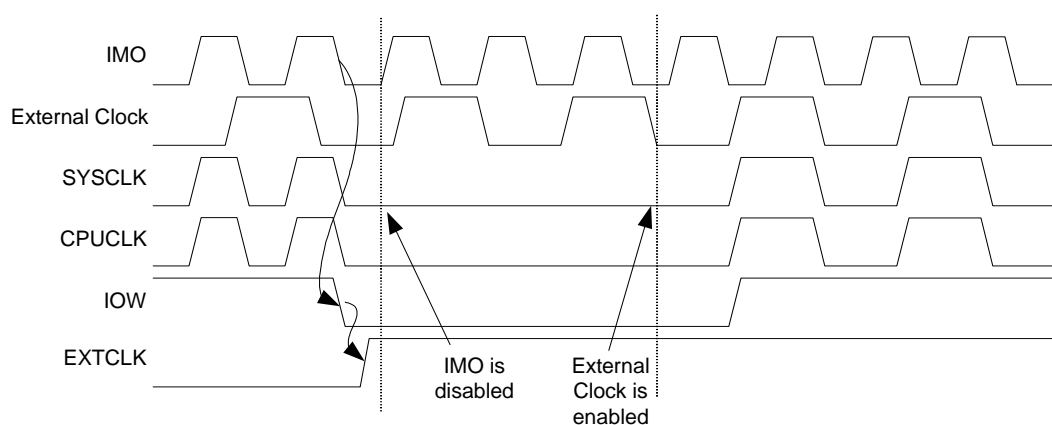 IMO
External Clock
SYSCLK
CPUCLK
IOW
EXTCLK
IMO is
disabled
External
Clock is
enabled